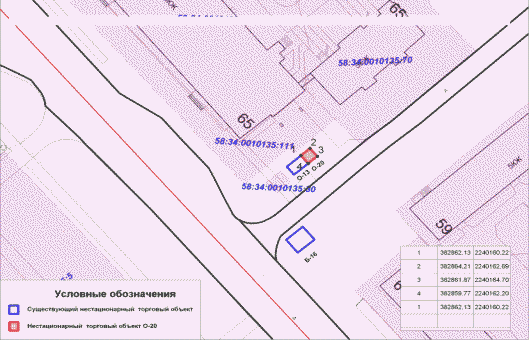 65
58:34:0010135:70
65
58:34:0010135:111
1 2
3
4
О-13 О-20
58:34:0010135:80
Б-16
5ЖК
59
1 382862,13 2240160,22
2 382864,21 2240162,69
3 382861,87 2240164,70
4 382859,77 2240162,20
1 382862,13 2240160,22
Условные обозначения
Существующий нестационарный торговый объект
Нестационарный торговый объект О-20